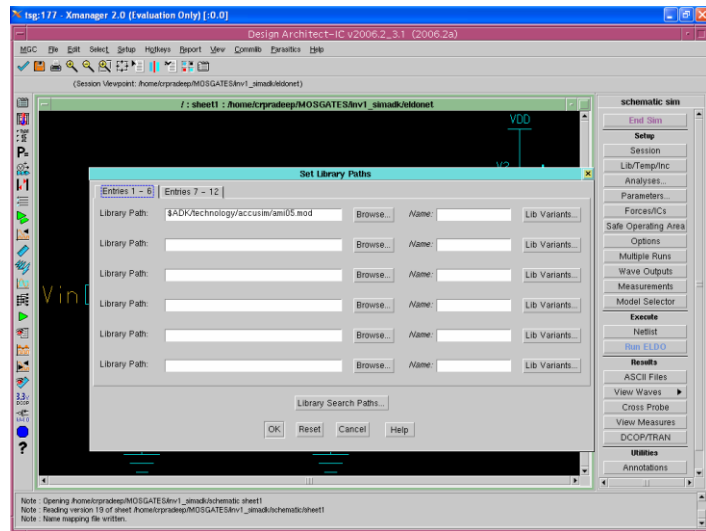 tsg:177 - Xmanager 2.0 (Evaluation Only) [:0.0]
Design Architect-IC v2006.2_3.1 (2006.2a)
MGC File Edit Select Setup Hotkeys Report View Commlib Parasitics Help
(Session Viewpoint: /home/crpradeep/MOSGATES/inv1_simadk/eldonet)
/ : sheet1 : /home/crpradeep/MOSGATES/inv1_simadk/eldonet
schematic sim
VDD
End Sim
Setup
Session
Lib/Temp/Inc
Analyses...
Parameters...
Forces/ICs
Safe Operating Area
Options
Multiple Runs
Wave Outputs
Measurements
Model Selector
Execute
Netlist
Run ELDO
Results
ASCII Files
View Waves
Cross Probe
View Measures
DCOP/TRAN
Utilities
Annotations
Vin
Set Library Paths
Entries 1 - 6 Entries 7 - 12
Library Path: $ADK/technology/accusim/ami05.mod Browse... Name: Lib Variants...
Library Path: Browse... Name: Lib Variants...
Library Path: Browse... Name: Lib Variants...
Library Path: Browse... Name: Lib Variants...
Library Path: Browse... Name: Lib Variants...
Library Path: Browse... Name: Lib Variants...
Library Search Paths...
OK Reset Cancel Help
Note : Opening /home/crpradeep/MOSGATES/inv1_simadk/schematic sheet1
Note : Reading version 19 of sheet /home/crpradeep/MOSGATES/inv1_simadk/schematic/sheet1
Note : Name mapping file written.